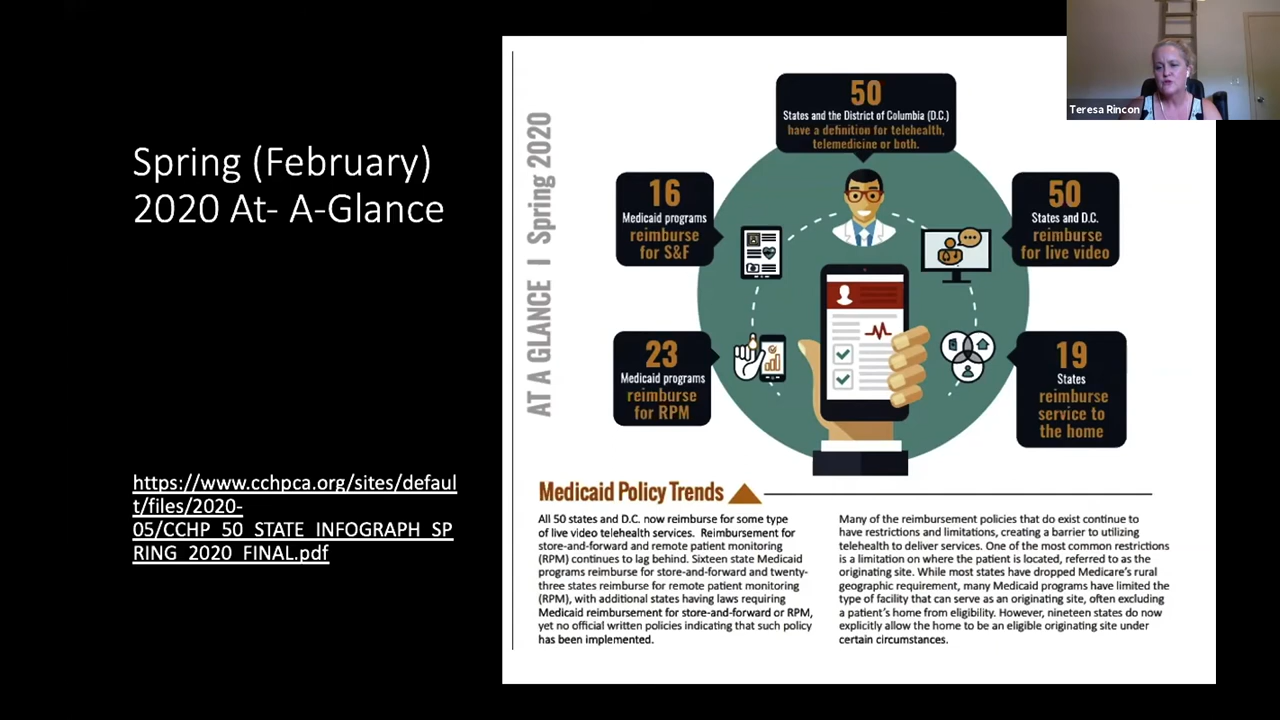 Spring (February)
2020 At- A-Glance
https://www.cchpca.org/sites/defaul
t/files/2020-
05/CCHP_50_STATE_INFOGRAPH_SP
RING_2020_FINAL.pdf
AT A GLANCE | Spring 2020
50
States and the District of Columbia (D.C.)
have a definition for telehealth,
telemedicine or both.
16
Medicaid programs
reimburse
for S&F
50
States and D.C.
reimburse
for live video
23
Medicaid programs
reimburse
for RPM
19
States
reimburse
service to
the home
Medicaid Policy Trends
All 50 states and D.C. now reimburse for some type
of live video telehealth services. Reimbursement for
store-and-forward and remote patient monitoring
(RPM) continues to lag behind. Sixteen state Medicaid
programs reimburse for store-and-forward and twenty-
three states reimburse for remote patient monitoring
(RPM), with additional states having laws requiring
Medicaid reimbursement for store-and-forward or RPM,
yet no official written policies indicating that such policy
has been implemented.
Many of the reimbursement policies that do exist continue to
have restrictions and limitations, creating a barrier to utilizing
telehealth to deliver services. One of the most common restrictions
is a limitation on where the patient is located, referred to as the
originating site. While most states have dropped Medicare's rural
geographic requirement, many Medicaid programs have limited the
type of facility that can serve as an originating site, often excluding
a patient's home from eligibility. However, nineteen states do now
explicitly allow the home to be an eligible originating site under
certain circumstances.
Teresa Rincon